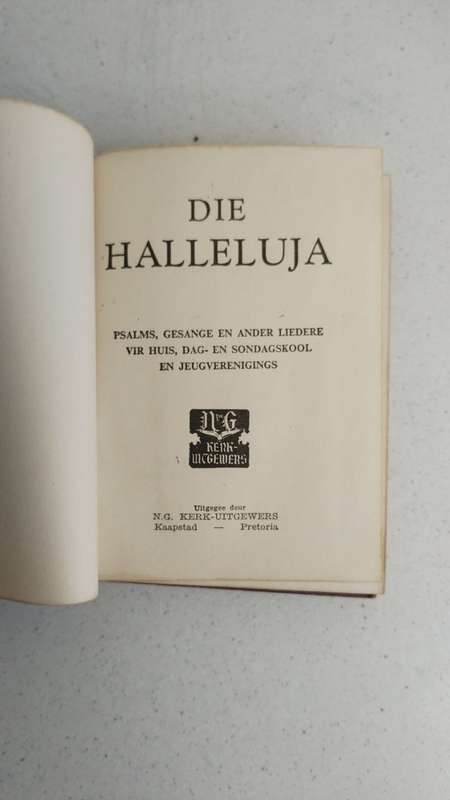 DIE
HALLELUJA
PSALMS, GESANGE EN ANDER LIEDERE
VIR HUIS, DAG- EN SONDAGSKOOL
EN JEUGVERENIGINGS
N G
KERK-
UITGEWERS
Uitgegee deur
N.G. KERK-UITGEWERS
Kaapstad — Pretoria